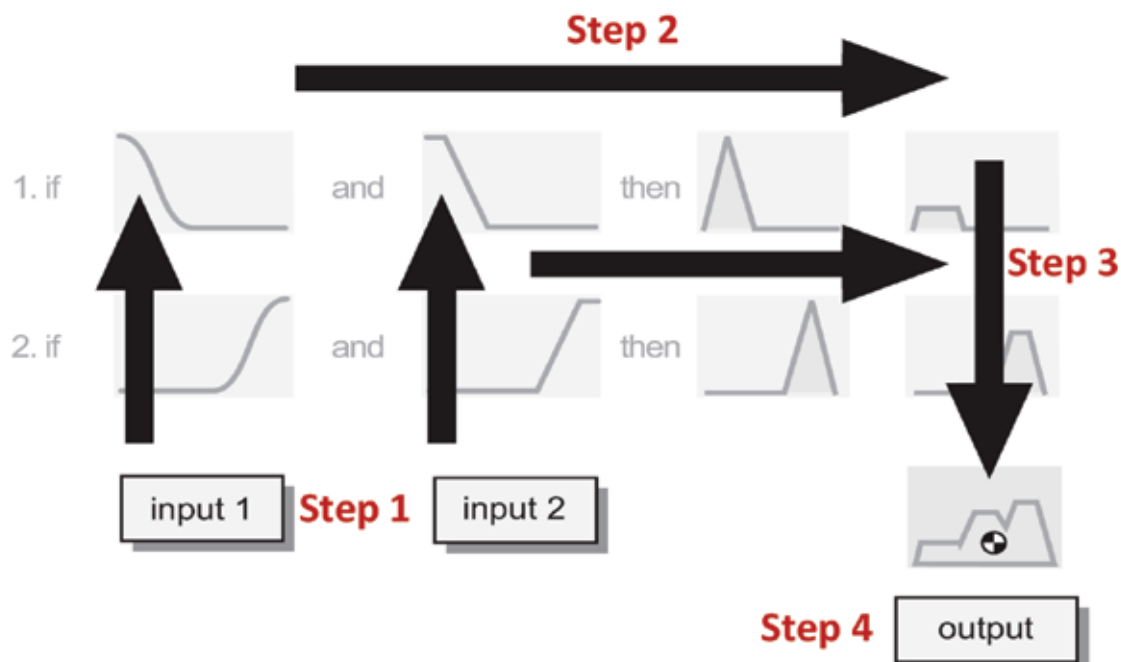 Step 2
1. if and then
Step 3
2. if and then
input 1 Step 1 input 2
Step 4 output